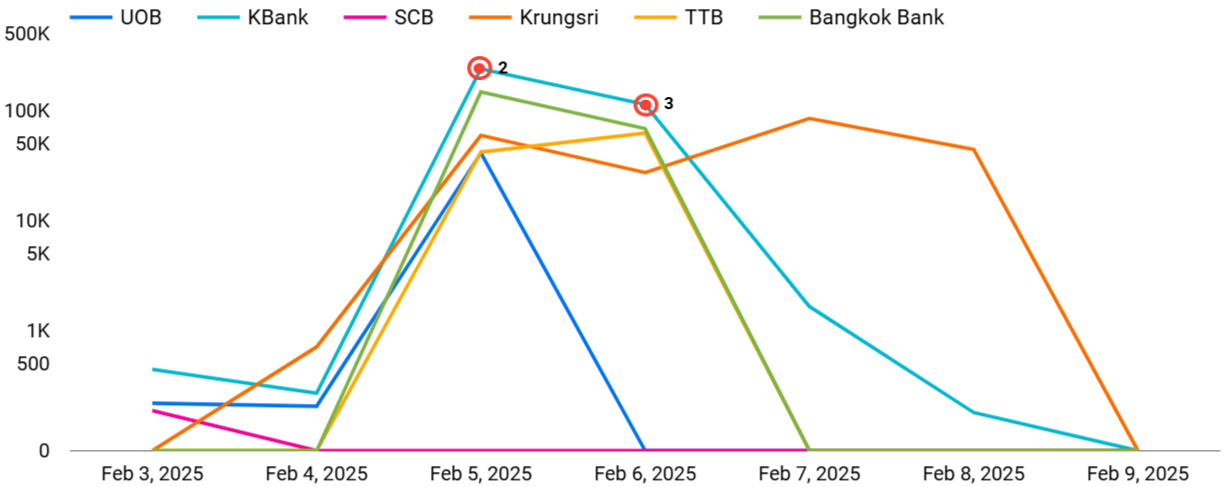 UOB KBank SCB Krungsri TTB Bangkok Bank
500K
2
3
100K
50K
10K
5K
1K
500
0
Feb 3, 2025 Feb 4, 2025 Feb 5, 2025 Feb 6, 2025 Feb 7, 2025 Feb 8, 2025 Feb 9, 2025